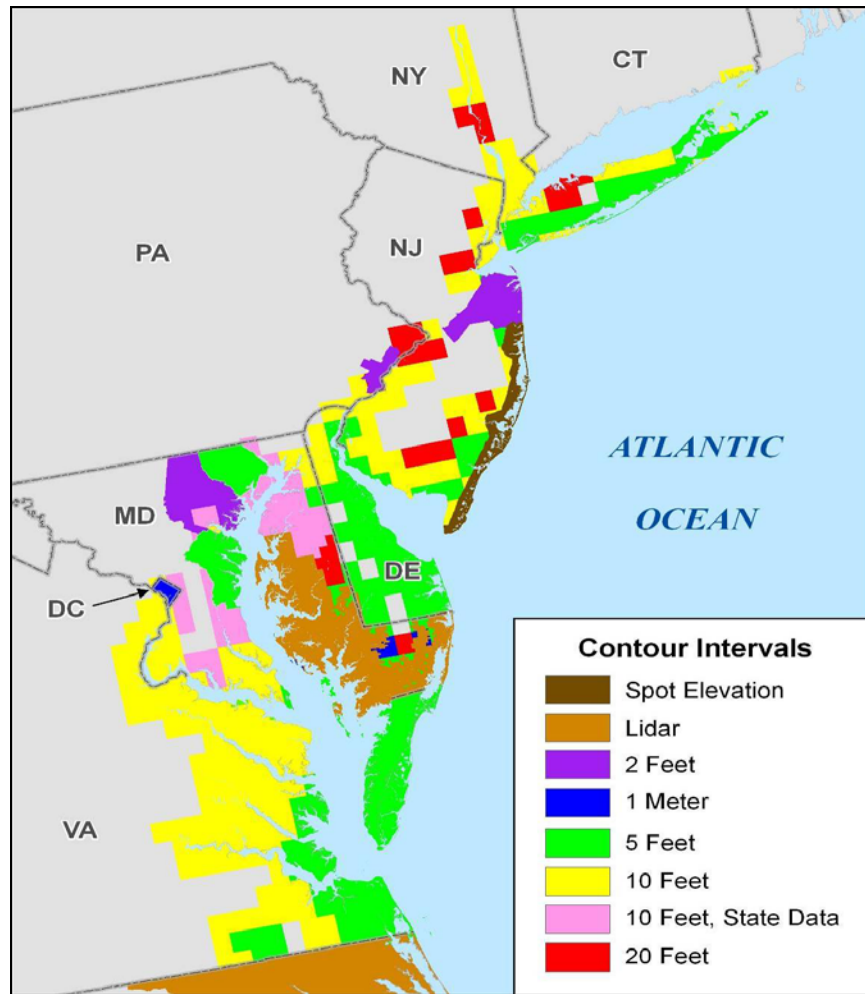 NY
CT
PA
NJ
ATLANTIC
OCEAN
MD
DE
DC
VA
Contour Intervals
Spot Elevation
Lidar
2 Feet
1 Meter
5 Feet
10 Feet
10 Feet, State Data
20 Feet